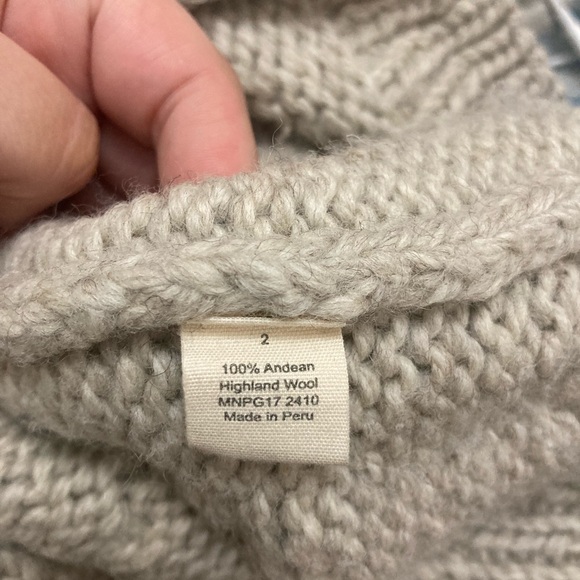 2
100% Andean
Highland Wool
MNPG17 2410
Made in Peru